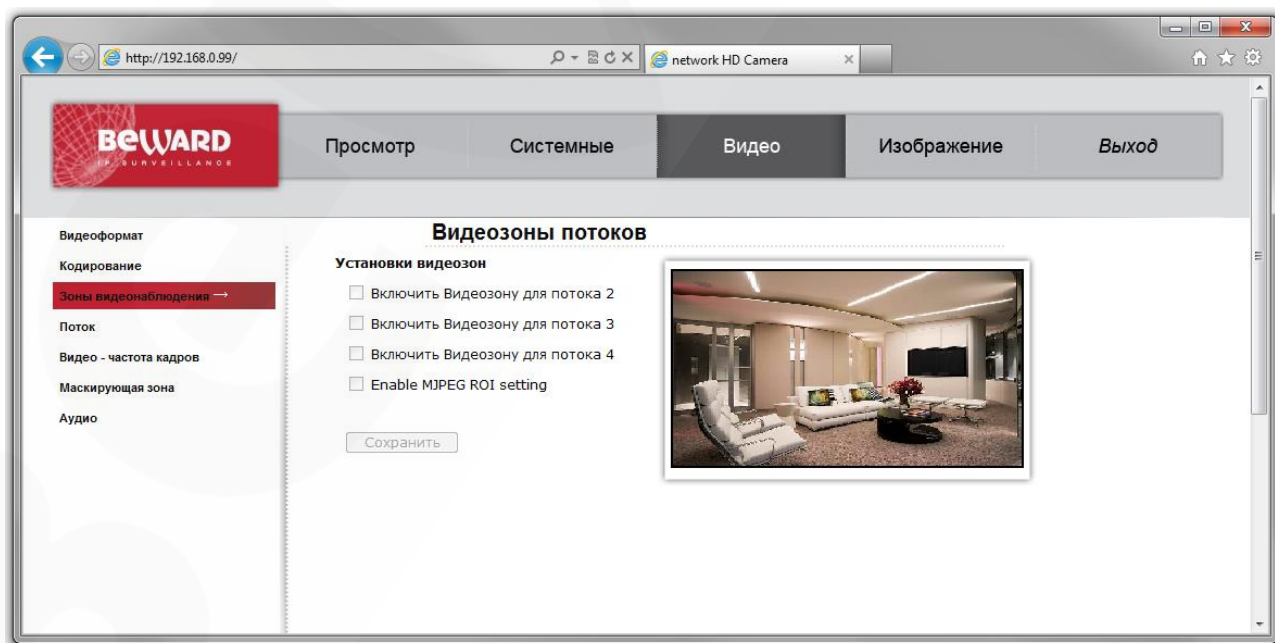 http://192.168.0.99/
network HD Camera
BEWARD
IP SURVEILLANCE
Просмотр
Системные
Видео
Изображение
Выход
Видеоформат
Кодирование
Зоны видеонаблюдения →
Поток
Видео - частота кадров
Маскирующая зона
Аудио
Видеозоны потоков
Установки видеозон
Включить Видеозону для потока 2
Включить Видеозону для потока 3
Включить Видеозону для потока 4
Enable MJPEG ROI setting
Сохранить